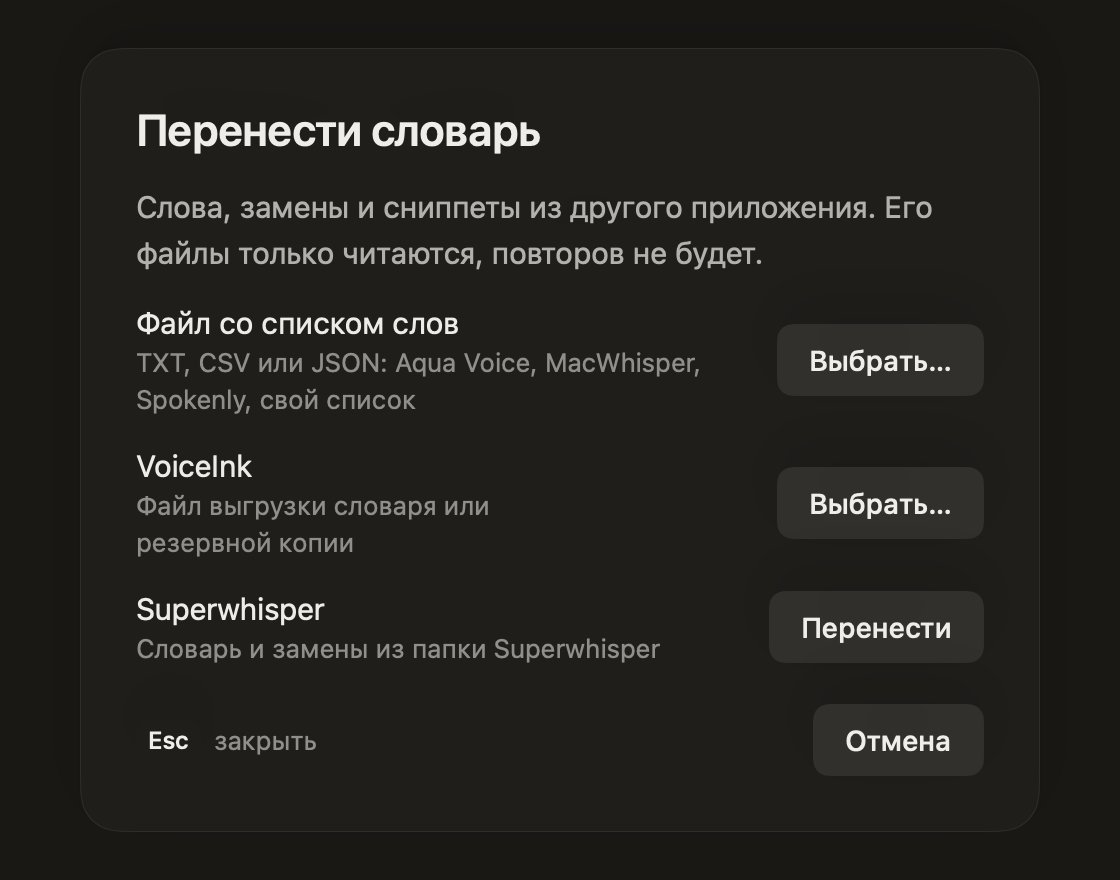 Перенести словарь
Слова, замены и сниппеты из другого приложения. Его
файлы только читаются, повторов не будет.
Файл со списком слов
TXT, CSV или JSON: Aqua Voice, MacWhisper,
Spokenly, свой список
Выбрать...
VoiceInk
Файл выгрузки словаря или
резервной копии
Выбрать...
Superwhisper
Словарь и замены из папки Superwhisper
Перенести
Esc закрыть
Отмена